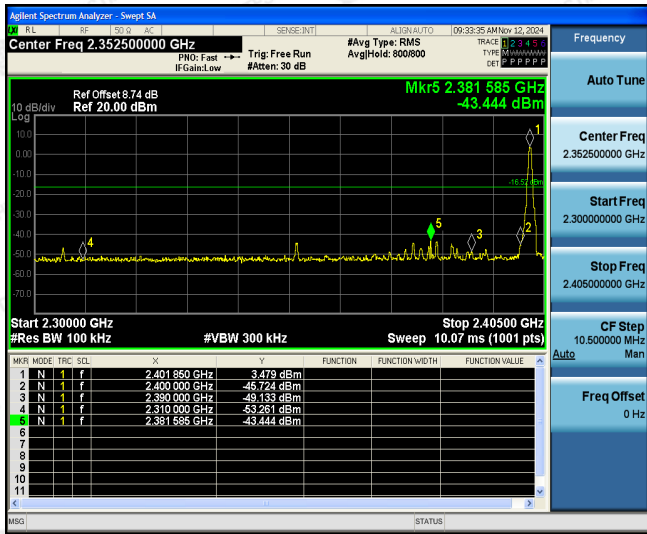 Agilent Spectrum Analyzer - Swept SA
LXI RL RF 50 Ω AC SENSE:INT ALIGN AUTO 09:33:35 AM Nov 12, 2024
Center Freq 2.352500000 GHz #Avg Type: RMS TRACE 1 2 3 4 5 6
PNO: Fast Trig: Free Run Avg|Hold: 800/800 TYPE M
IFGain:Low #Atten: 30 dB DET P P P P P P
Mkr5 2.381 585 GHz
Ref Offset 8.74 dB
10 dB/div Ref 20.00 dBm -43.444 dBm
Log
10.0
0.00
-10.0
-16.52 dBm
-20.0
-30.0
-40.0
-50.0
-60.0
-70.0
1
2
3
4
5
Start 2.30000 GHz Stop 2.40500 GHz
#Res BW 100 kHz #VBW 300 kHz Sweep 10.07 ms (1001 pts)
MKR MODE TRC SCL X Y FUNCTION FUNCTION WIDTH FUNCTION VALUE
1 N 1 f 2.401 850 GHz 3.479 dBm
2 N 1 f 2.400 000 GHz -45.724 dBm
3 N 1 f 2.390 000 GHz -49.133 dBm
4 N 1 f 2.310 000 GHz -53.261 dBm
5 N 1 f 2.381 585 GHz -43.444 dBm
6
7
8
9
10
11
MSG STATUS
Frequency
Auto Tune
Center Freq
2.352500000 GHz
Start Freq
2.300000000 GHz
Stop Freq
2.405000000 GHz
CF Step
10.500000 MHz
Auto Man
Freq Offset
0 Hz